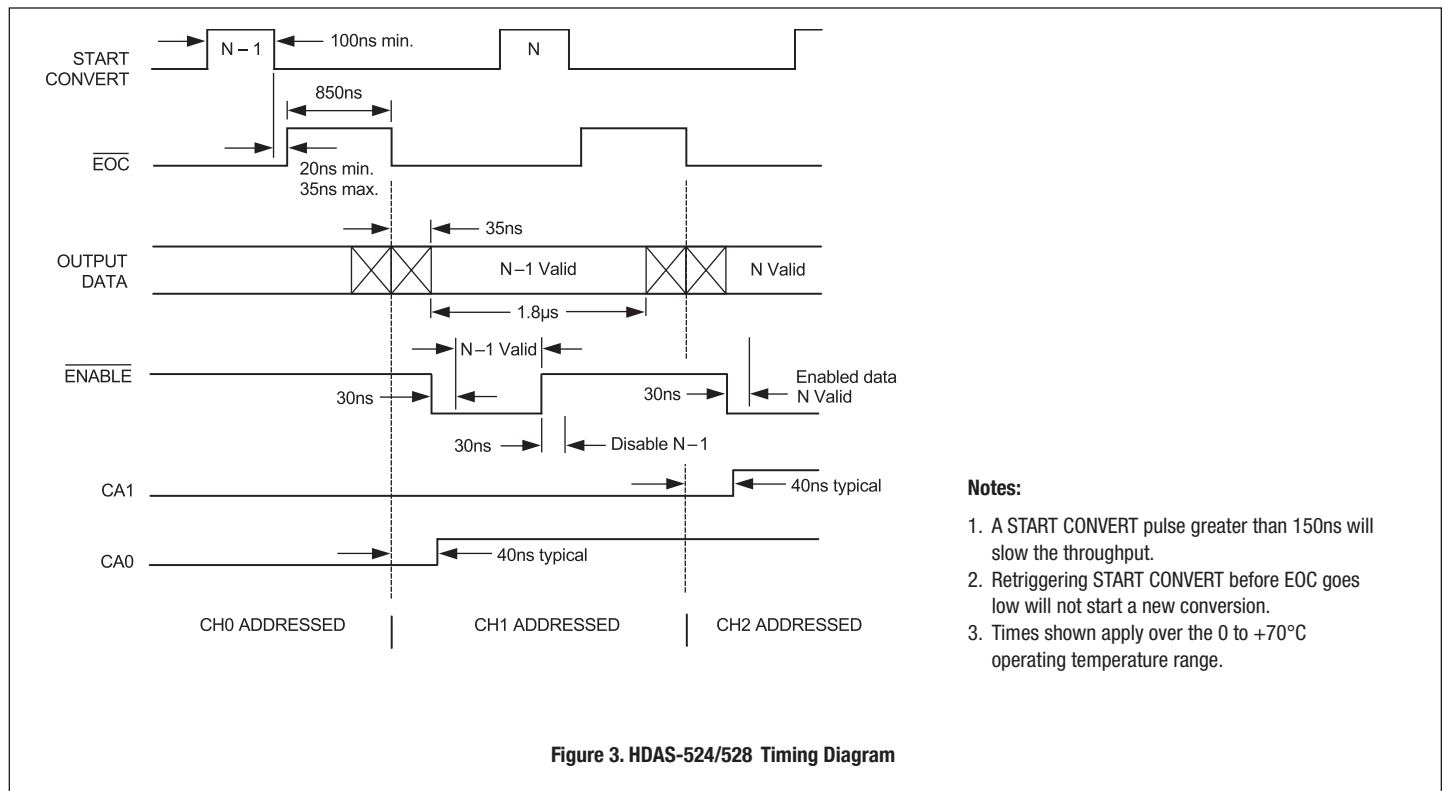 START
CONVERT
N – 1
100ns min.
N
850ns
EOC
20ns min.
35ns max.
35ns
OUTPUT
DATA
N–1 Valid
N Valid
1.8µs
N–1 Valid
ENABLE
30ns
30ns
Enabled data
N Valid
30ns
Disable N–1
CA1
40ns typical
CA0
40ns typical
CH0 ADDRESSED
CH1 ADDRESSED
CH2 ADDRESSED
Notes:
1. A START CONVERT pulse greater than 150ns will
slow the throughput.
2. Retriggering START CONVERT before EOC goes
low will not start a new conversion.
3. Times shown apply over the 0 to +70°C
operating temperature range.
Figure 3. HDAS-524/528 Timing Diagram